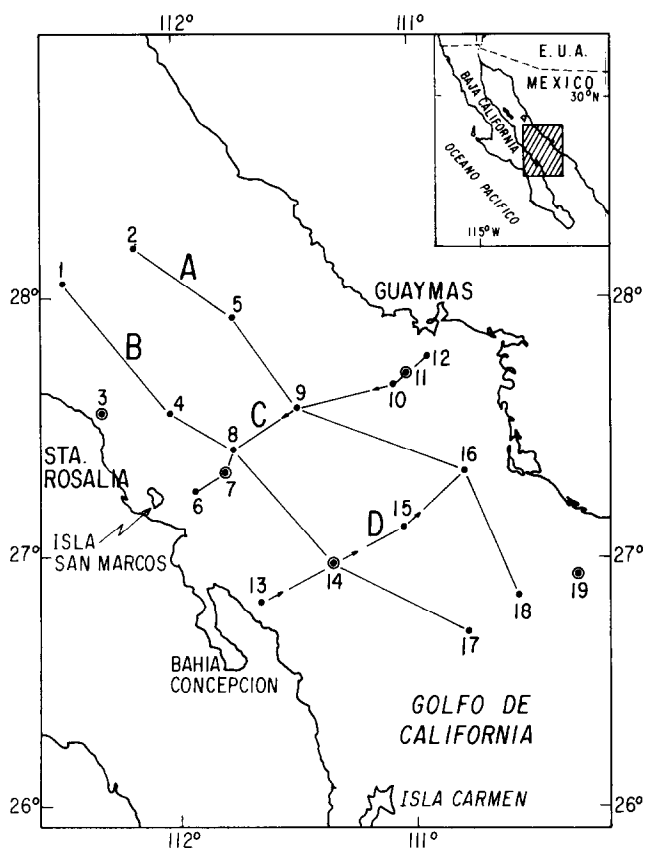 112°
111°
E. U. A.
MEXICO
30°N
BAJA CALIFORNIA
OCEANO PACIFICO
115°W
2
A
1
28°
5
GUAYMAS
28°
B
12
11
10
3
9
4
C
8
16
STA.
ROSALIA
7
6
15
D
ISLA
SAN MARCOS
27°
27°
13
14
19
18
17
BAHIA
CONCEPCION
GOLFO DE
CALIFORNIA
26°
ISLA CARMEN
26°
112°
111°